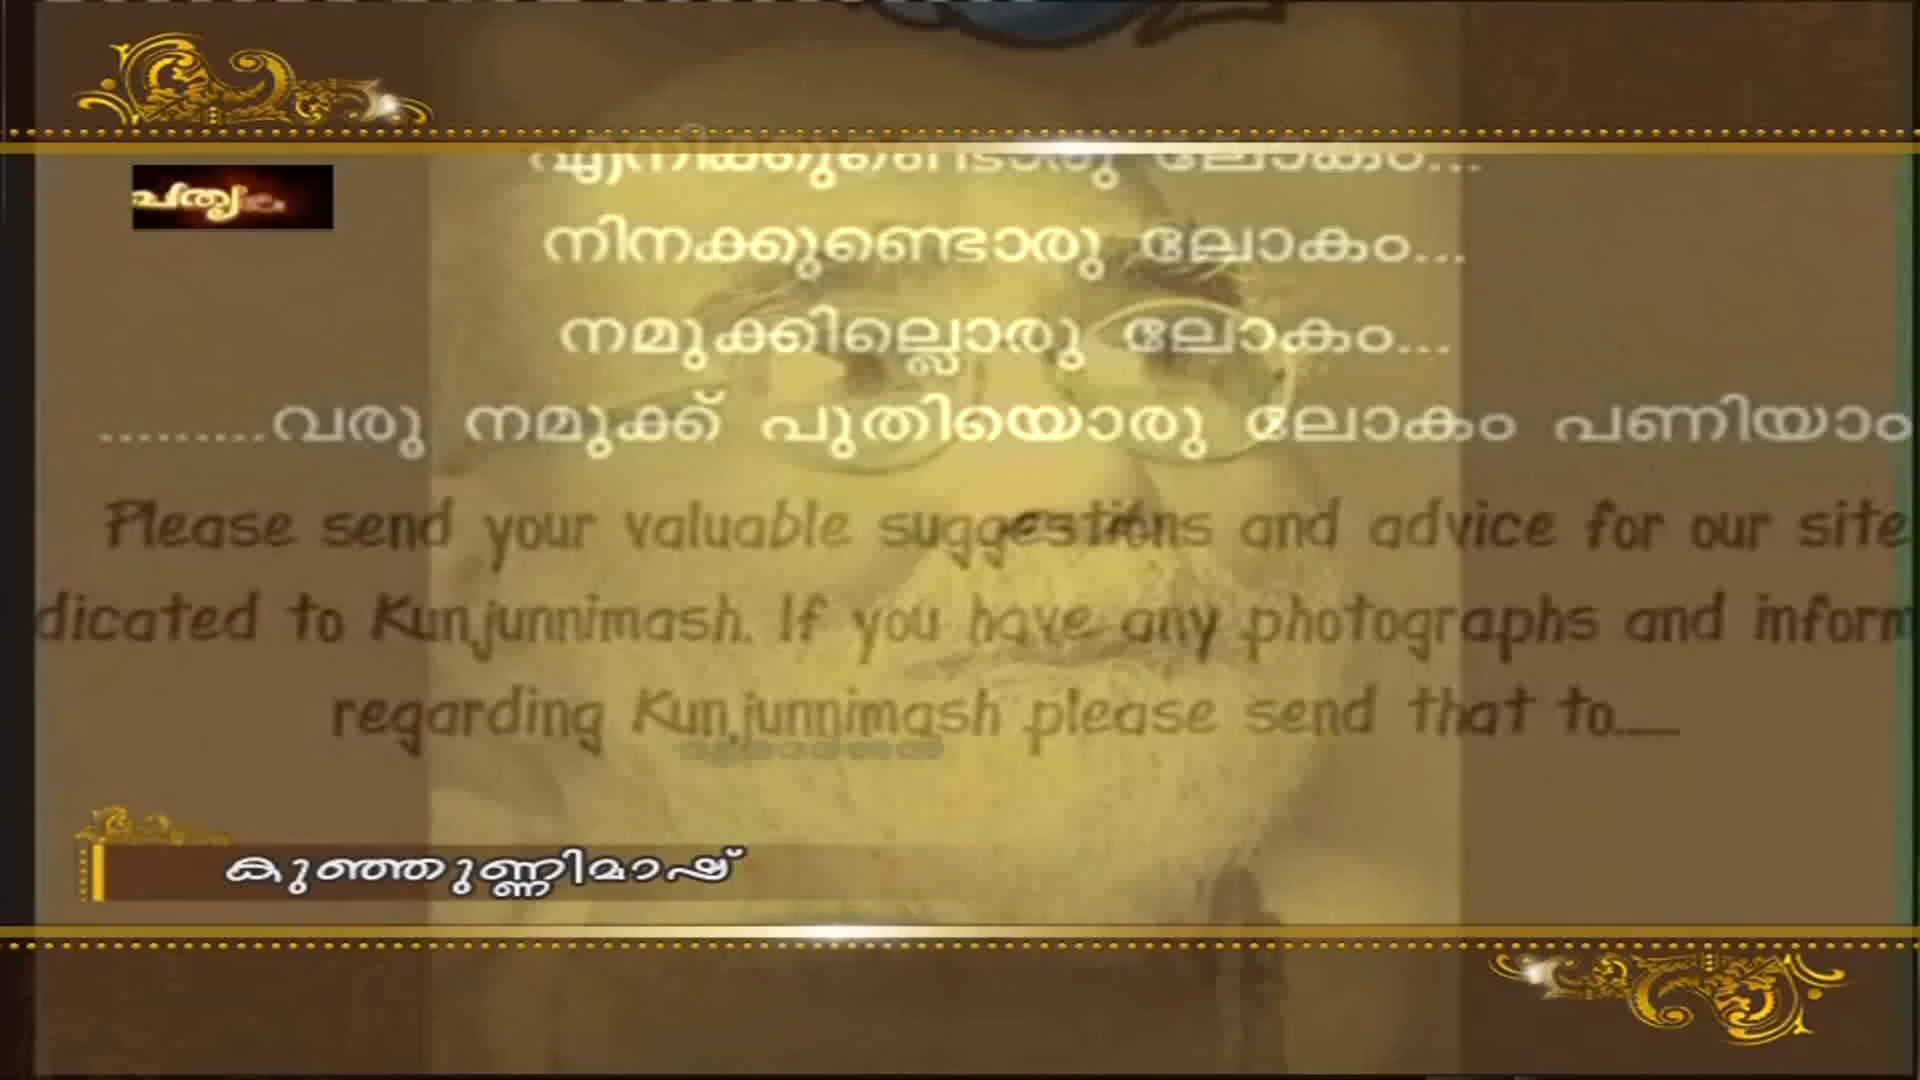 എനിക്കുണ്ടൊരു ലോകം...
നിനക്കുണ്ടൊരു ലോകം...
നമുക്കില്ലൊരു ലോകം...
.........വരു നമുക്ക് പുതിയൊരു ലോകം പണിയാം
Please send your valuable suggestions and advice for our site
dicated to Kunjunnimash. If you have any photographs and inform
regarding Kunjunnimash please send that to.....
കുഞ്ഞുണ്ണിമാഷ്